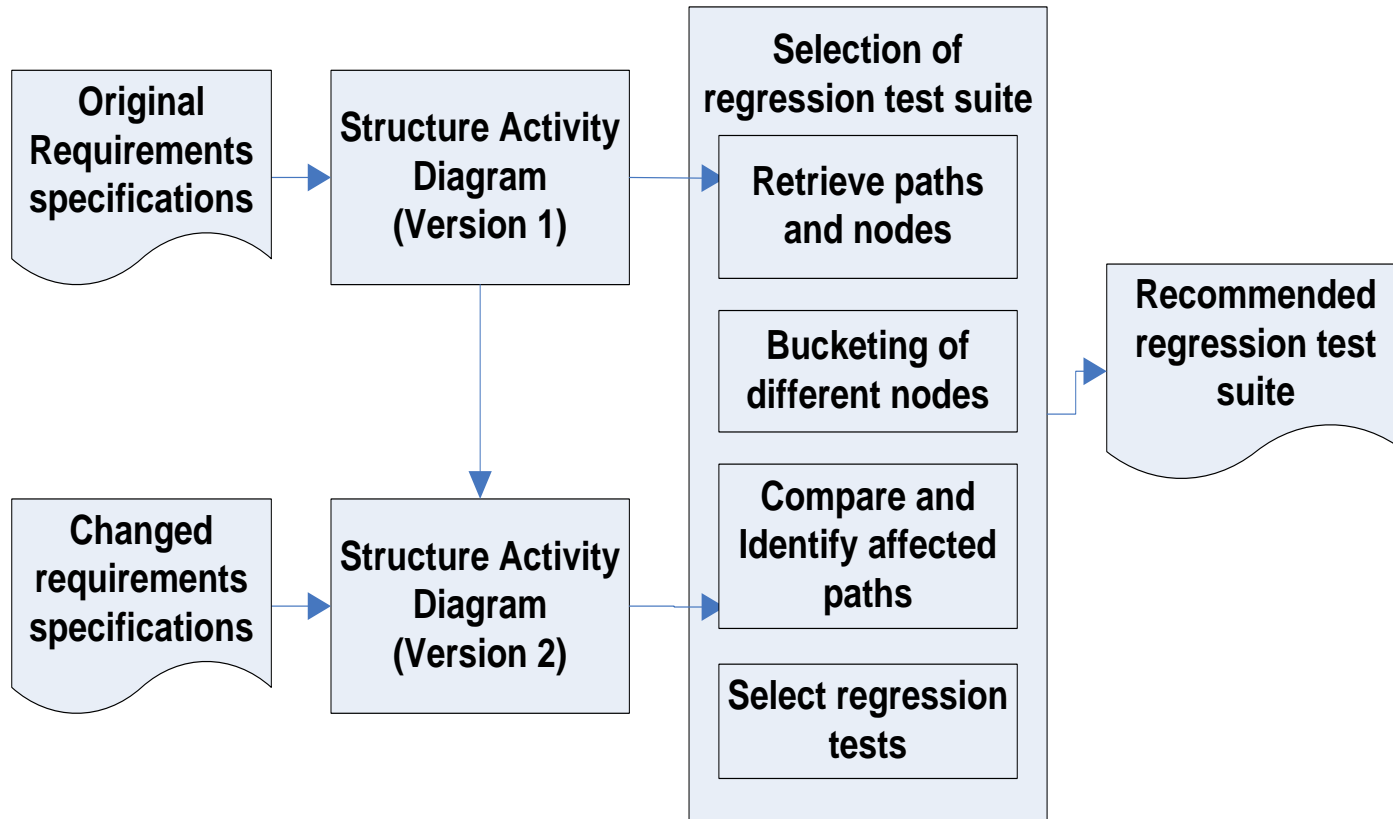 Original
Requirements
specifications
Structure Activity
Diagram
(Version 1)
Selection of
regression test suite
Retrieve paths
and nodes
Bucketing of
different nodes
Compare and
Identify affected
paths
Select regression
tests
Recommended
regression test
suite
Changed
requirements
specifications
Structure Activity
Diagram
(Version 2)